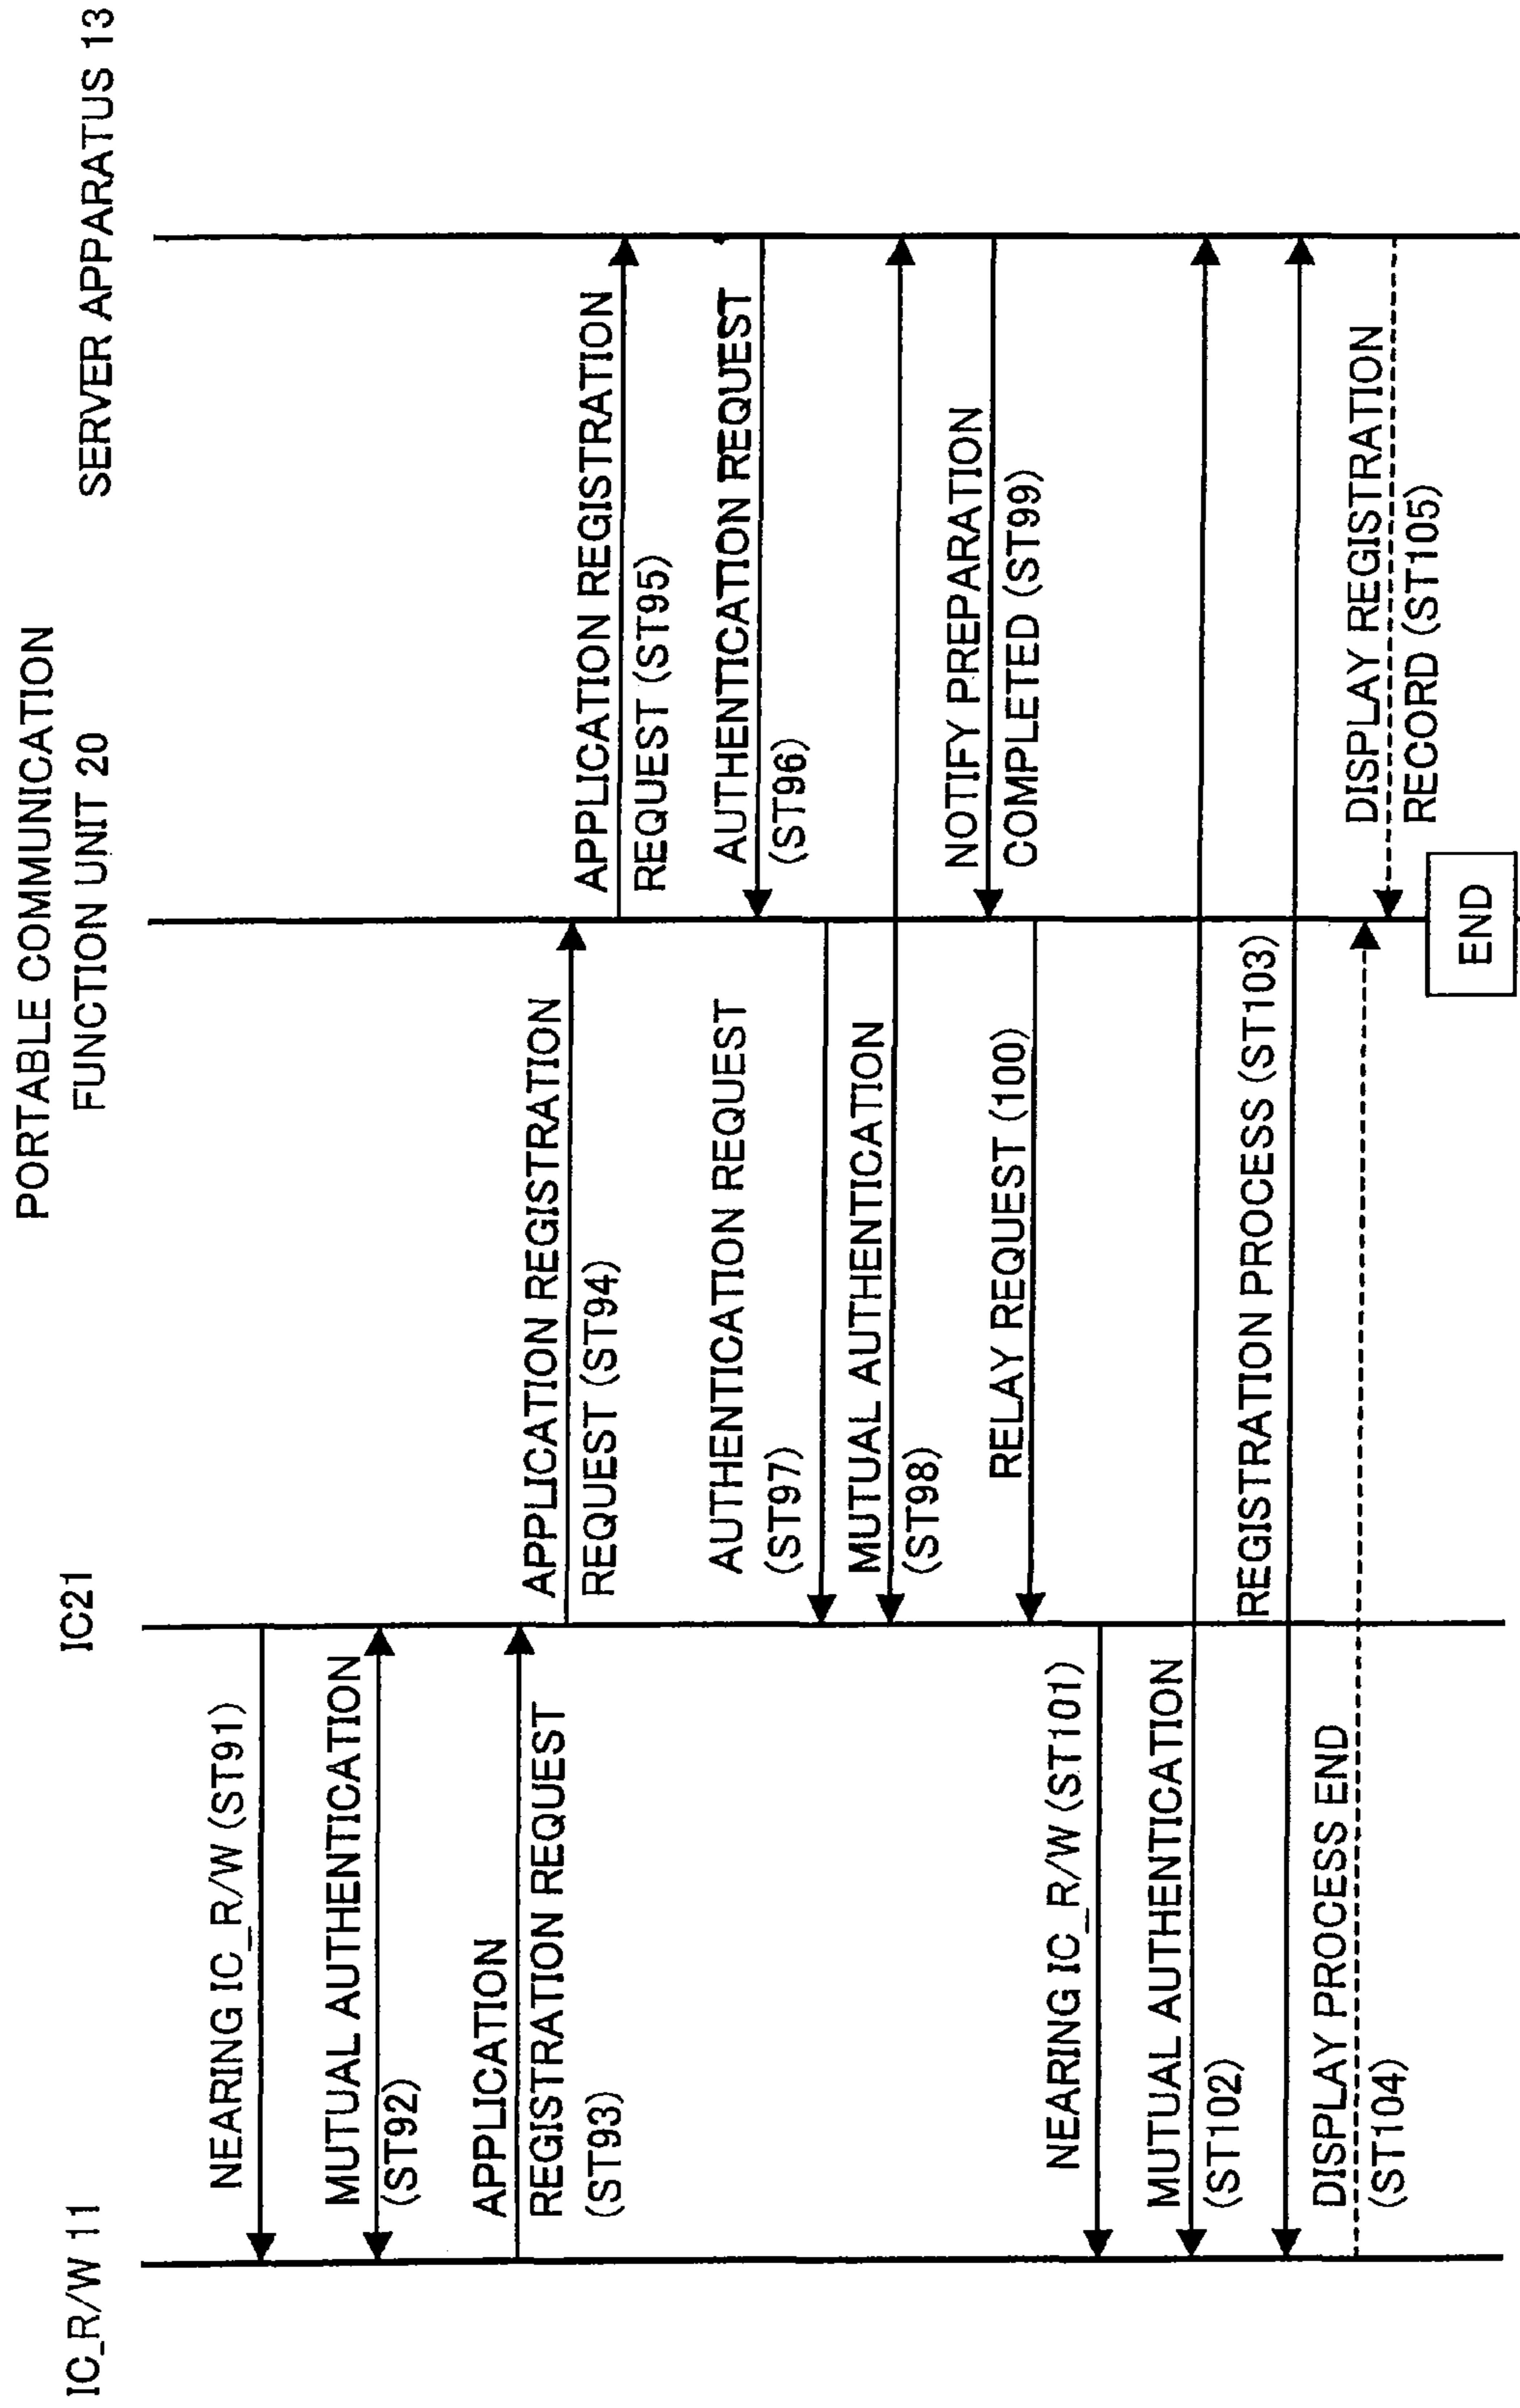 IC_R/W 11
IC21
PORTABLE COMMUNICATION
FUNCTION UNIT 20
SERVER APPARATUS 13
NEARING IC_R/W (ST91)
MUTUAL AUTHENTICATION
(ST92)
APPLICATION
REGISTRATION REQUEST
(ST93)
APPLICATION REGISTRATION
REQUEST (ST94)
APPLICATION REGISTRATION
REQUEST (ST95)
AUTHENTICATION REQUEST
(ST96)
AUTHENTICATION REQUEST
(ST97)
MUTUAL AUTHENTICATION
(ST98)
NOTIFY PREPARATION
COMPLETED (ST99)
RELAY REQUEST (100)
NEARING IC_R/W (ST101)
MUTUAL AUTHENTICATION
(ST102)
REGISTRATION PROCESS (ST103)
DISPLAY PROCESS END
(ST104)
DISPLAY REGISTRATION
RECORD (ST105)
END